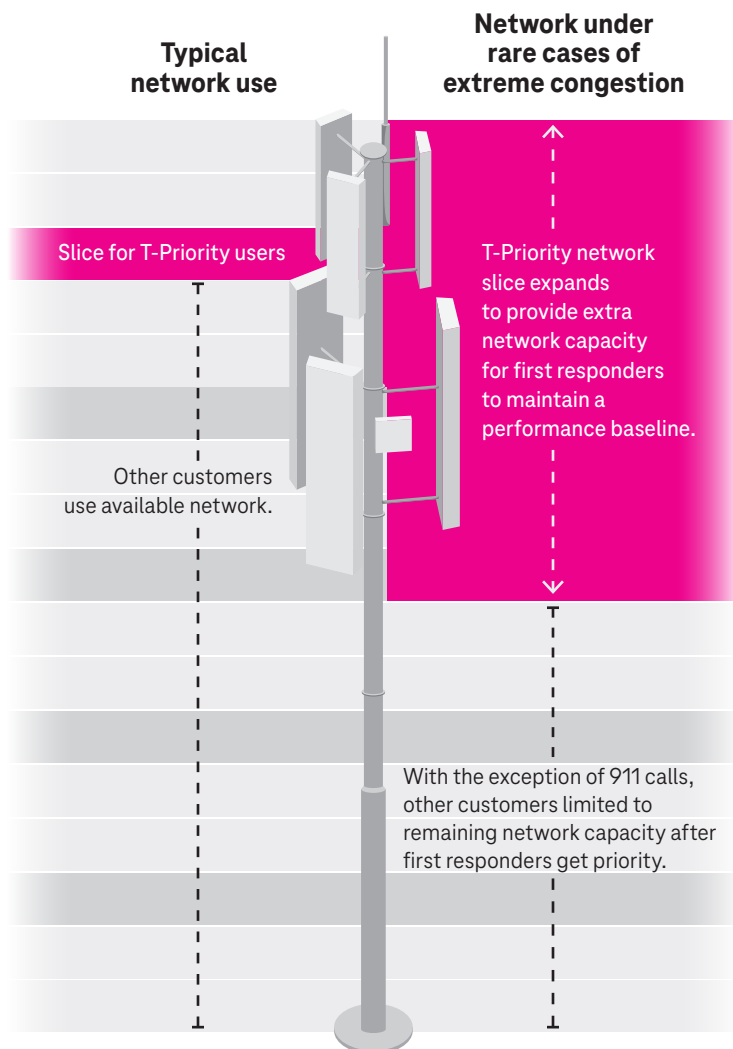 Typical
network use
Network under
rare cases of
extreme congestion
Slice for T-Priority users
Other customers
use available network.
T-Priority network
slice expands
to provide extra
network capacity
for first responders
to maintain a
performance baseline.
With the exception of 911 calls,
other customers limited to
remaining network capacity after
first responders get priority.